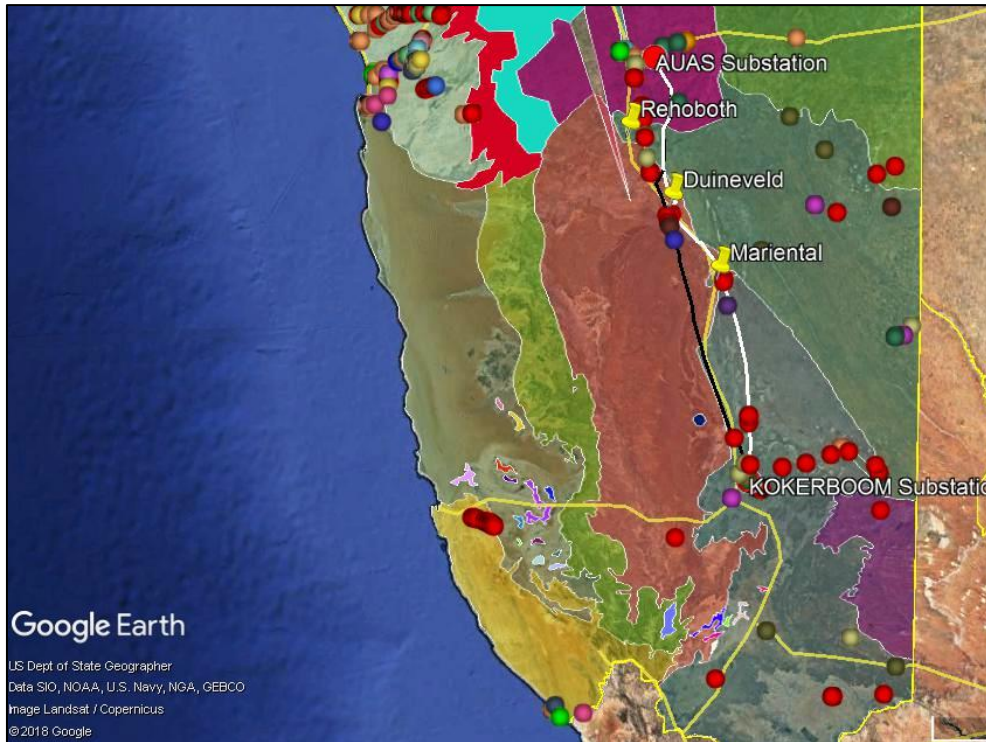 AUAS Substation
Rehoboth
Duineveld
Mariental
KOKERBOOM Substatio
Google Earth
US Dept of State Geographer
Data SIO, NOAA, U.S. Navy, NGA, GEBCO
Image Landsat / Copernicus
© 2018 Google